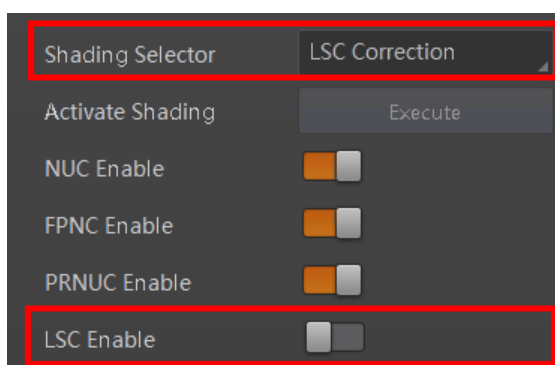 Shading Selector LSC Correction
Activate Shading Execute
NUC Enable
FPNC Enable
PRNUC Enable
LSC Enable